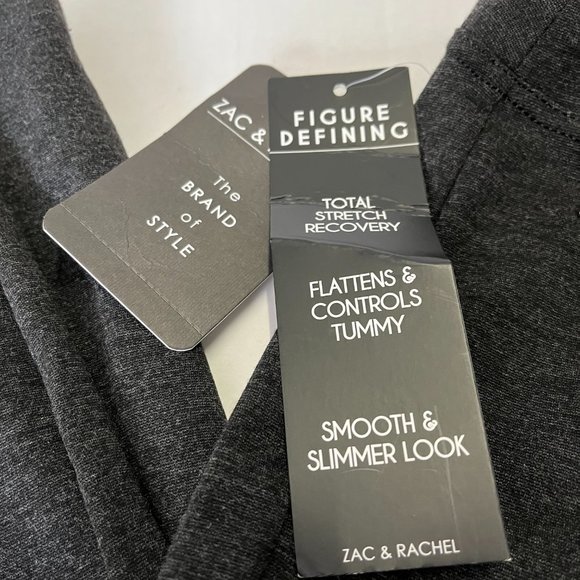 ZAC &
The
BRAND
of
STYLE
FIGURE
DEFINING
TOTAL
STRETCH
RECOVERY
FLATTENS &
CONTROLS
TUMMY
SMOOTH &
SLIMMER LOOK
ZAC & RACHEL